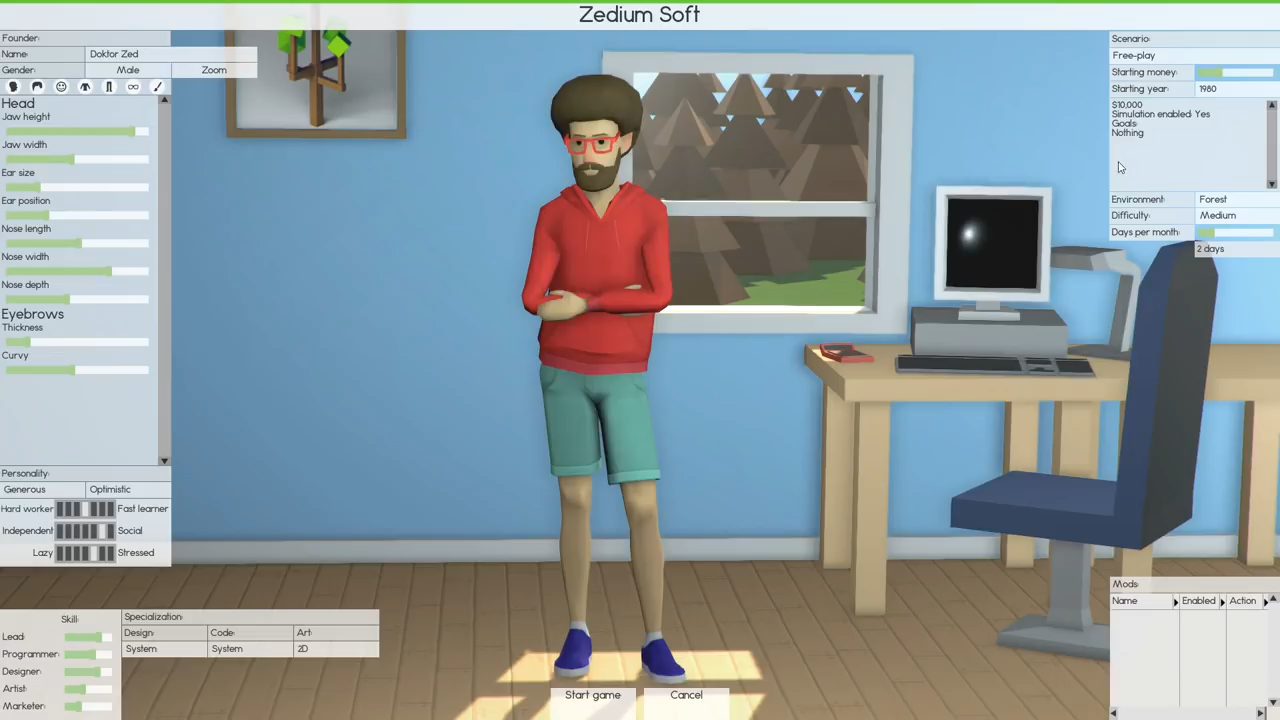 Zedium Soft
Founder:
Name: Doktor Zed
Gender: Male Zoom
Head
Jaw height
Jaw width
Ear size
Ear position
Nose length
Nose width
Nose depth
Eyebrows
Thickness
Curvy
Personality:
Generous Optimistic
Hard worker Fast learner
Independent Social
Lazy Stressed
Skill:
Lead:
Programmer:
Designer:
Artist:
Marketer:
Specialization:
Design: Code: Art:
System System 2D
Start game Cancel
Scenario:
Free-play
Starting money:
Starting year: 1980
$10,000
Simulation enabled: Yes
Goals:
Nothing
Environment: Forest
Difficulty: Medium
Days per month:
2 days
Mods:
Name Enabled Action